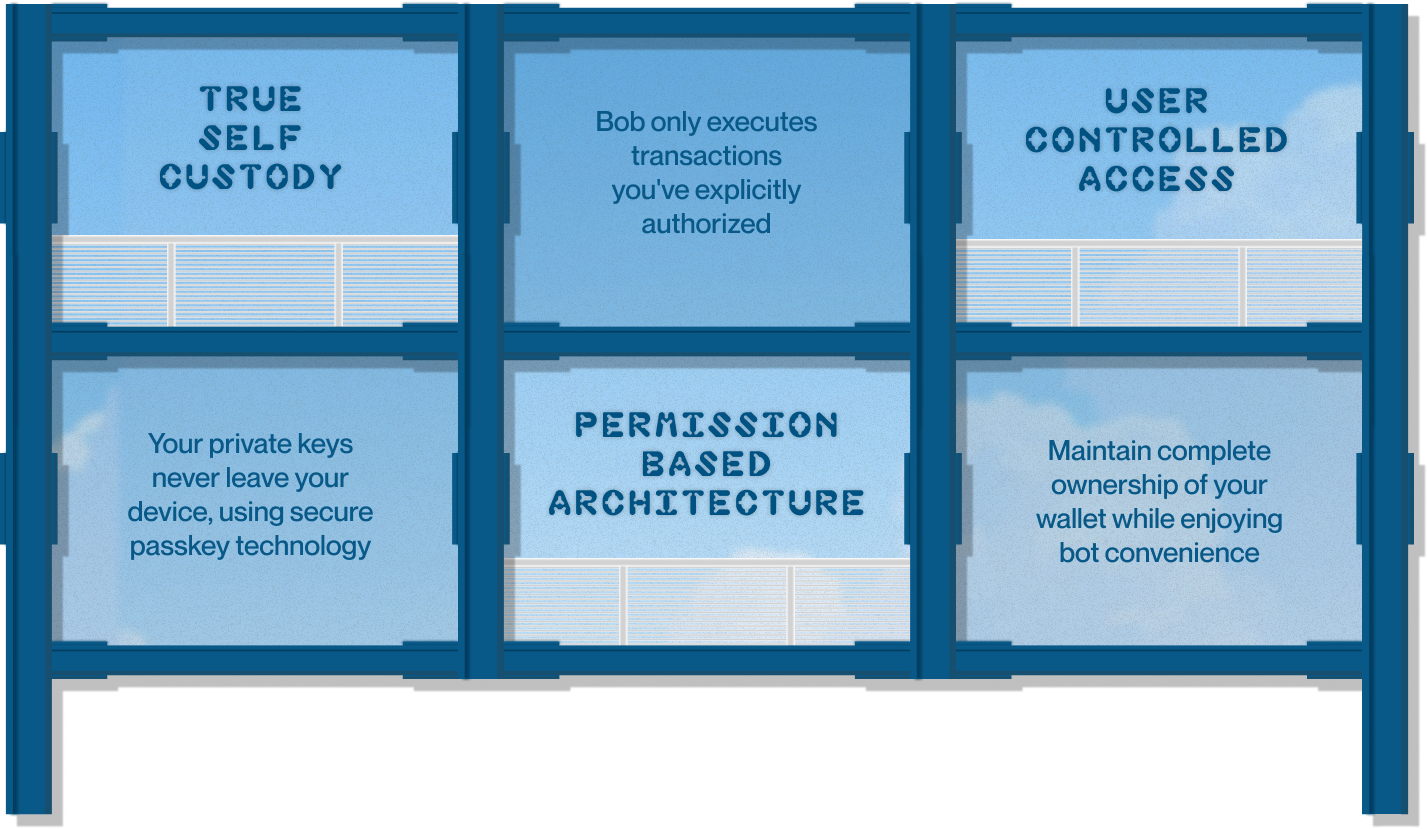 TRUE
SELF
CUSTODY
Bob only executes
transactions
you've explicitly
authorized
USER
CONTROLLED
ACCESS
Your private keys
never leave your
device, using secure
passkey technology
PERMISSION
BASED
ARCHITECTURE
Maintain complete
ownership of your
wallet while enjoying
bot convenience